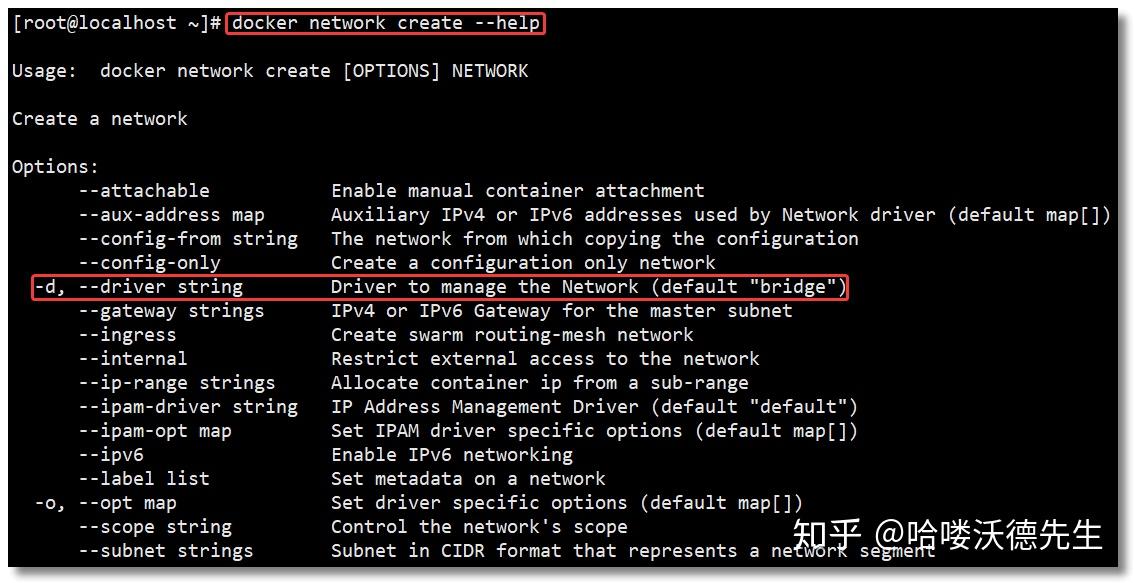 [root@localhost ~]# docker network create --help
Usage:  docker network create [OPTIONS] NETWORK
Create a network
Options:
      --attachable           Enable manual container attachment
      --aux-address map      Auxiliary IPv4 or IPv6 addresses used by Network driver (default map[])
      --config-from string   The network from which copying the configuration
      --config-only          Create a configuration only network
  -d, --driver string        Driver to manage the Network (default "bridge")
      --gateway strings      IPv4 or IPv6 Gateway for the master subnet
      --ingress              Create swarm routing-mesh network
      --internal             Restrict external access to the network
      --ip-range strings     Allocate container ip from a sub-range
      --ipam-driver string   IP Address Management Driver (default "default")
      --ipam-opt map         Set IPAM driver specific options (default map[])
      --ipv6                 Enable IPv6 networking
      --label list           Set metadata on a network
  -o, --opt map              Set driver specific options (default map[])
      --scope string         Control the network's scope
      --subnet strings       Subnet in CIDR format that represents a network segment
知乎 @哈喽沃德先生